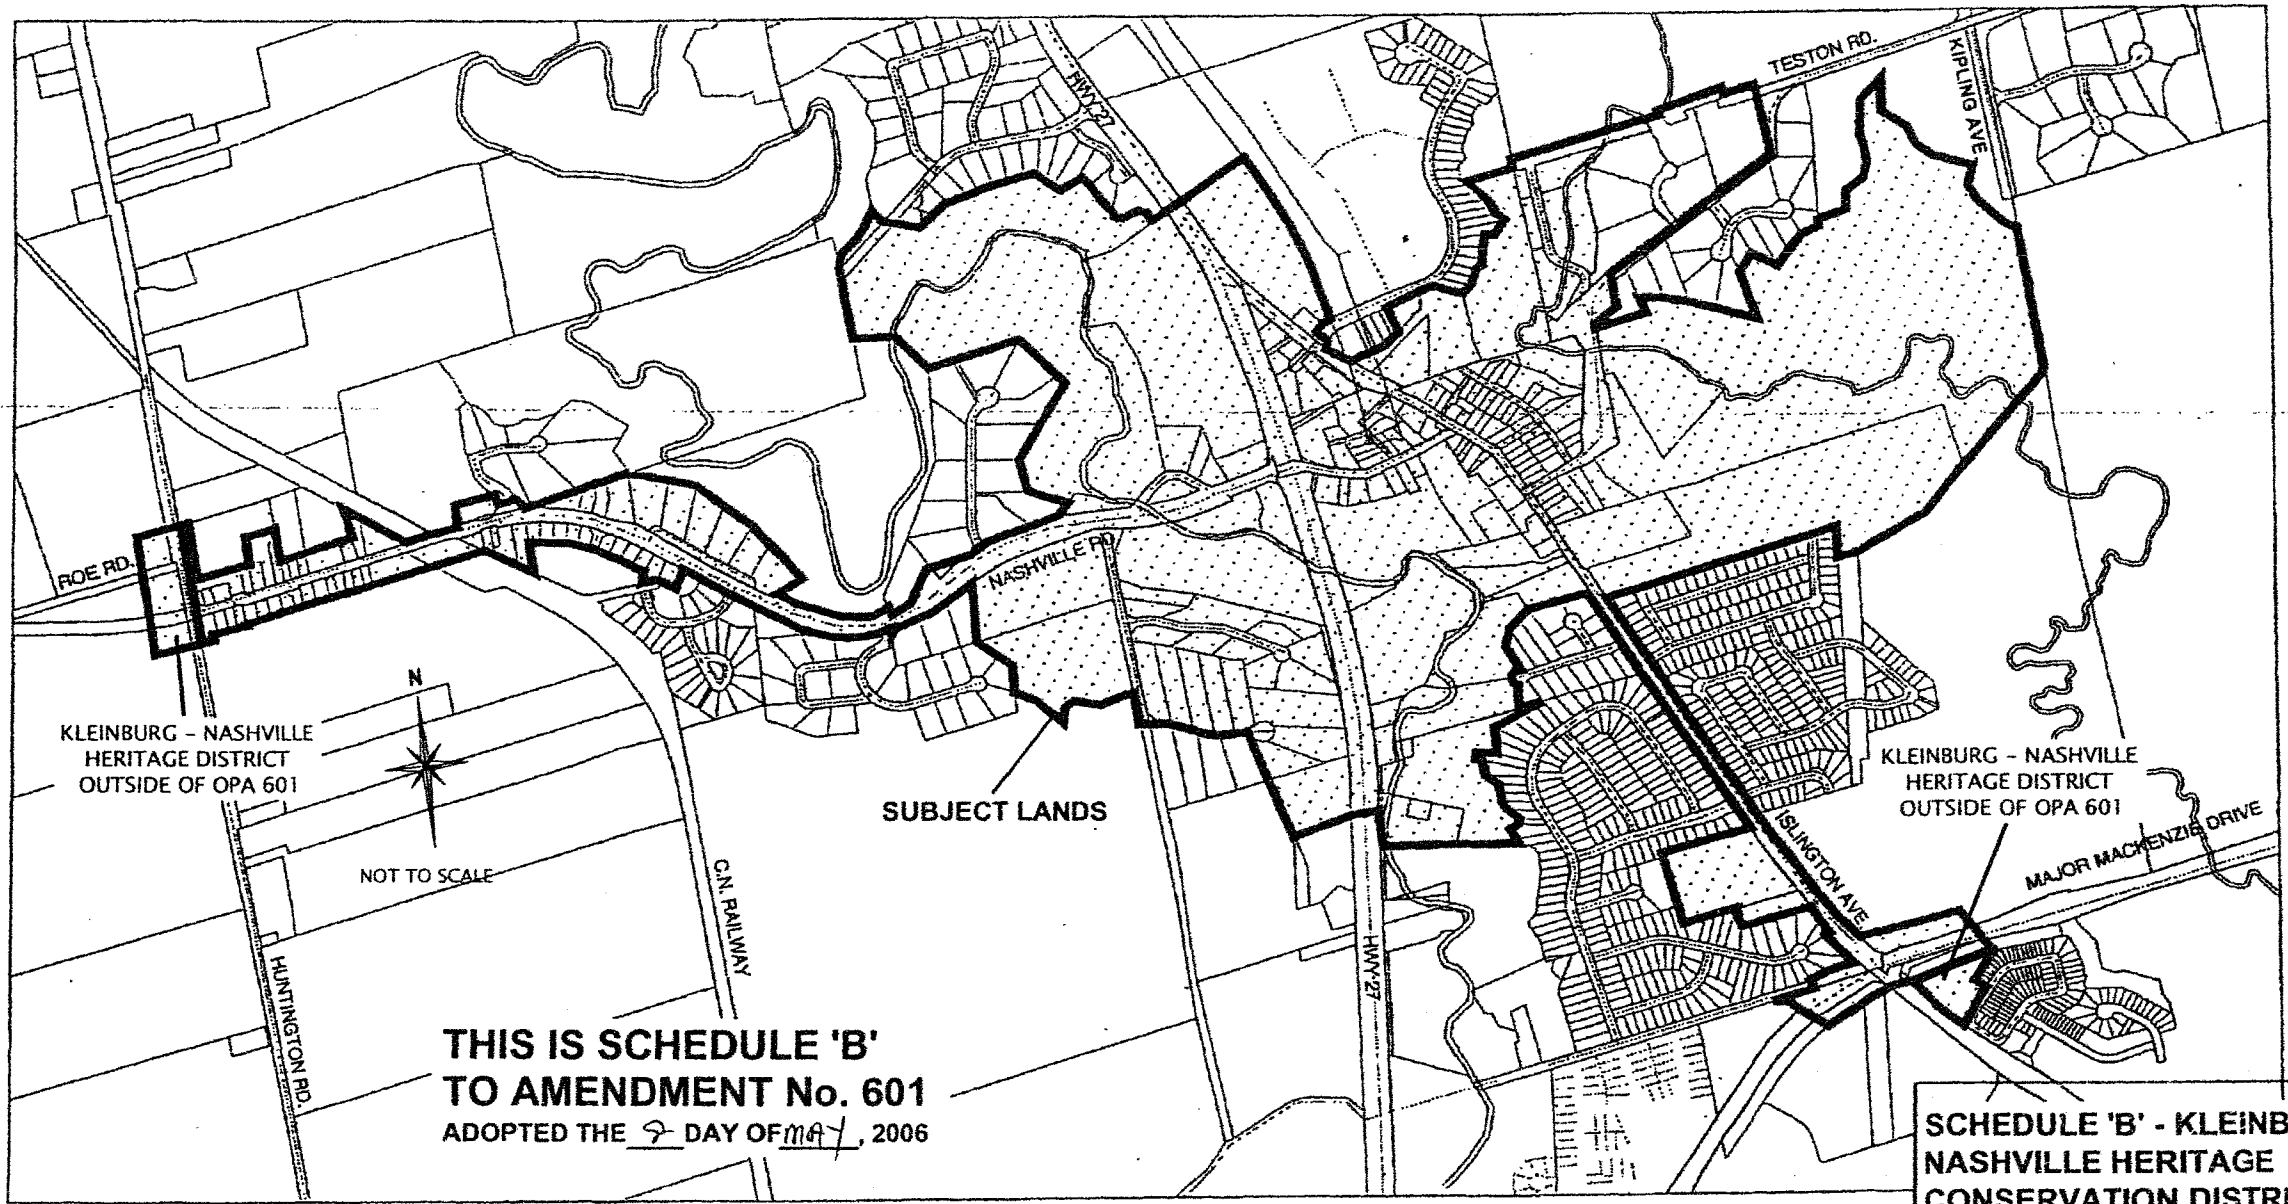 HWY 27
TESTON RD.
KIPLING AVE
ROE RD.
NASHVILLE RD
N
KLEINBURG - NASHVILLE
HERITAGE DISTRICT
OUTSIDE OF OPA 601
NOT TO SCALE
SUBJECT LANDS
C.N. RAILWAY
HUNTINGTON RD.
HWY 27
ISLINGTON AVE
KLEINBURG - NASHVILLE
HERITAGE DISTRICT
OUTSIDE OF OPA 601
MAJOR MACKENZIE DRIVE
THIS IS SCHEDULE 'B'
TO AMENDMENT No. 601
ADOPTED THE DAY OF MAY, 2006
SCHEDULE 'B' - KLEINB
NASHVILLE HERITAGE
CONSERVATION DISTRI